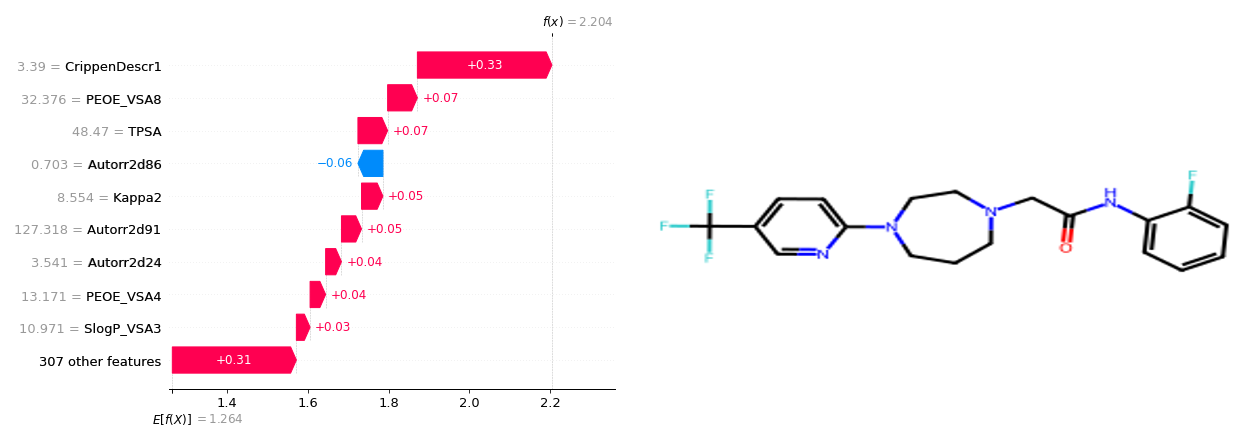 f(x) = 2.204
3.39 = CrippenDescr1
+0.33
32.376 = PEOE_VSA8
+0.07
48.47 = TPSA
+0.07
0.703 = Autorr2d86
−0.06
8.554 = Kappa2
+0.05
127.318 = Autorr2d91
+0.05
3.541 = Autorr2d24
+0.04
13.171 = PEOE_VSA4
+0.04
10.971 = SlogP_VSA3
+0.03
307 other features
+0.31
1.4 1.6 1.8 2.0 2.2
E[f(X)] = 1.264
F
F
F
N
N
N
O
H
N
F